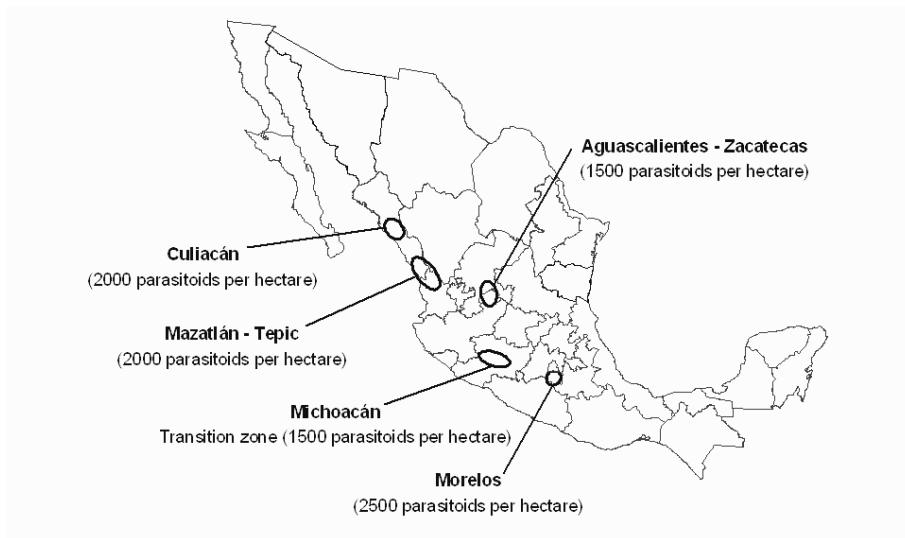 Aguascalientes - Zacatecas
(1500 parasitoids per hectare)
Culiacán
(2000 parasitoids per hectare)
Mazatlán - Tepic
(2000 parasitoids per hectare)
Michoacán
Transition zone (1500 parasitoids per hectare)
Morelos
(2500 parasitoids per hectare)